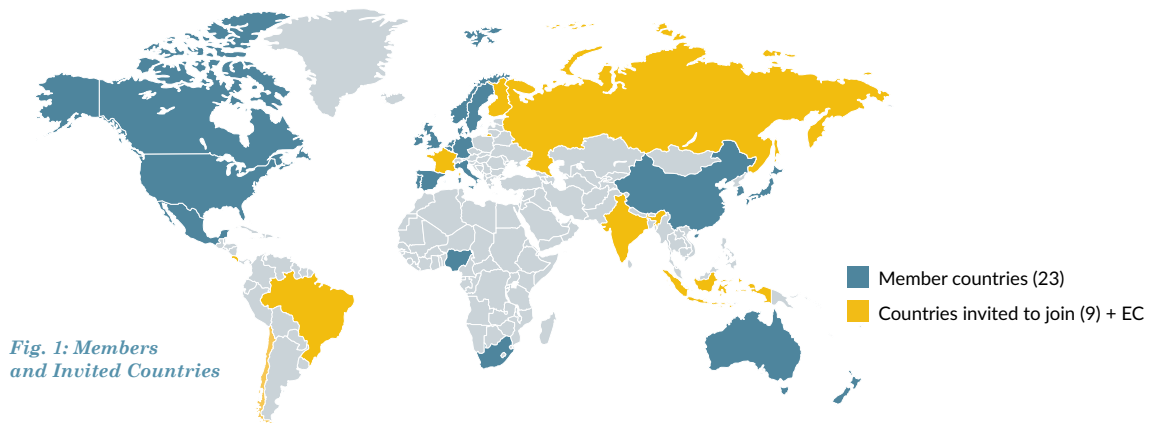 Member countries (23)
Countries invited to join (9) + EC
Fig. 1: Members
and Invited Countries